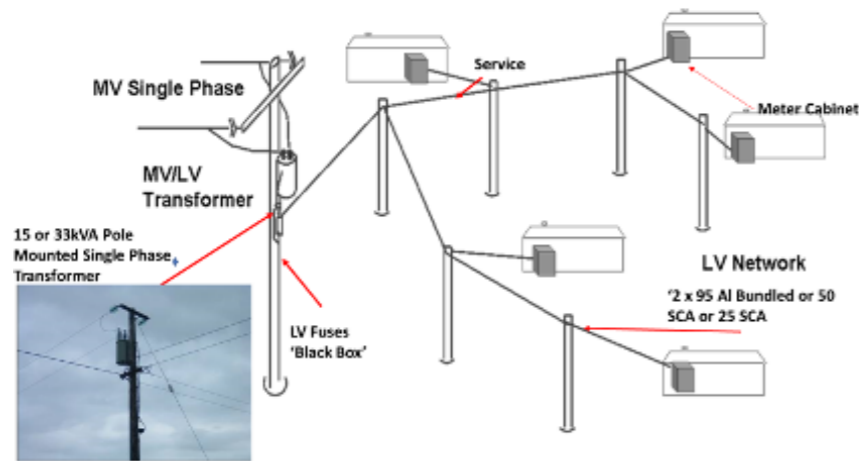 MV Single Phase
Service
Meter Cabinet
MV/LV
Transformer
15 or 33kVA Pole
Mounted Single Phase
Transformer
LV Fuses
'Black Box'
LV Network
'2 x 95 Al Bundled or 50
SCA or 25 SCA